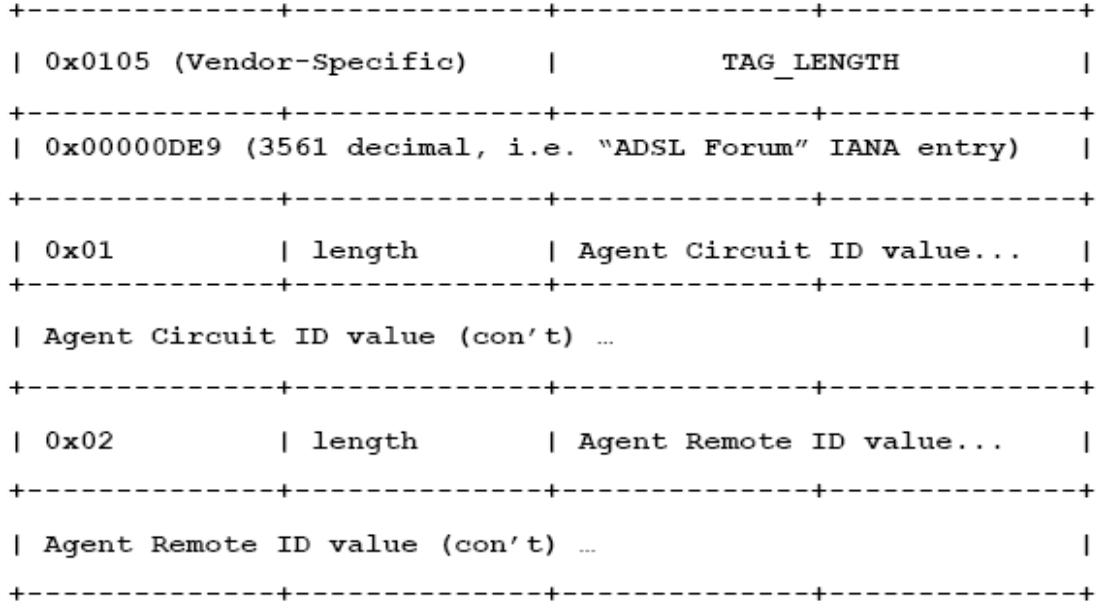 +--------------+--------------+--------------+--------------+
| 0x0105 (Vendor-Specific)    |         TAG_LENGTH          |
+--------------+--------------+--------------+--------------+
| 0x00000DE9 (3561 decimal, i.e. “ADSL Forum” IANA entry)   |
+--------------+--------------+--------------+--------------+
| 0x01         | length       | Agent Circuit ID value...   |
+--------------+--------------+--------------+--------------+
| Agent Circuit ID value (con’t) …                          |
+--------------+--------------+--------------+--------------+
| 0x02         | length       | Agent Remote ID value...    |
+--------------+--------------+--------------+--------------+
| Agent Remote ID value (con’t) …                           |
+--------------+--------------+--------------+--------------+